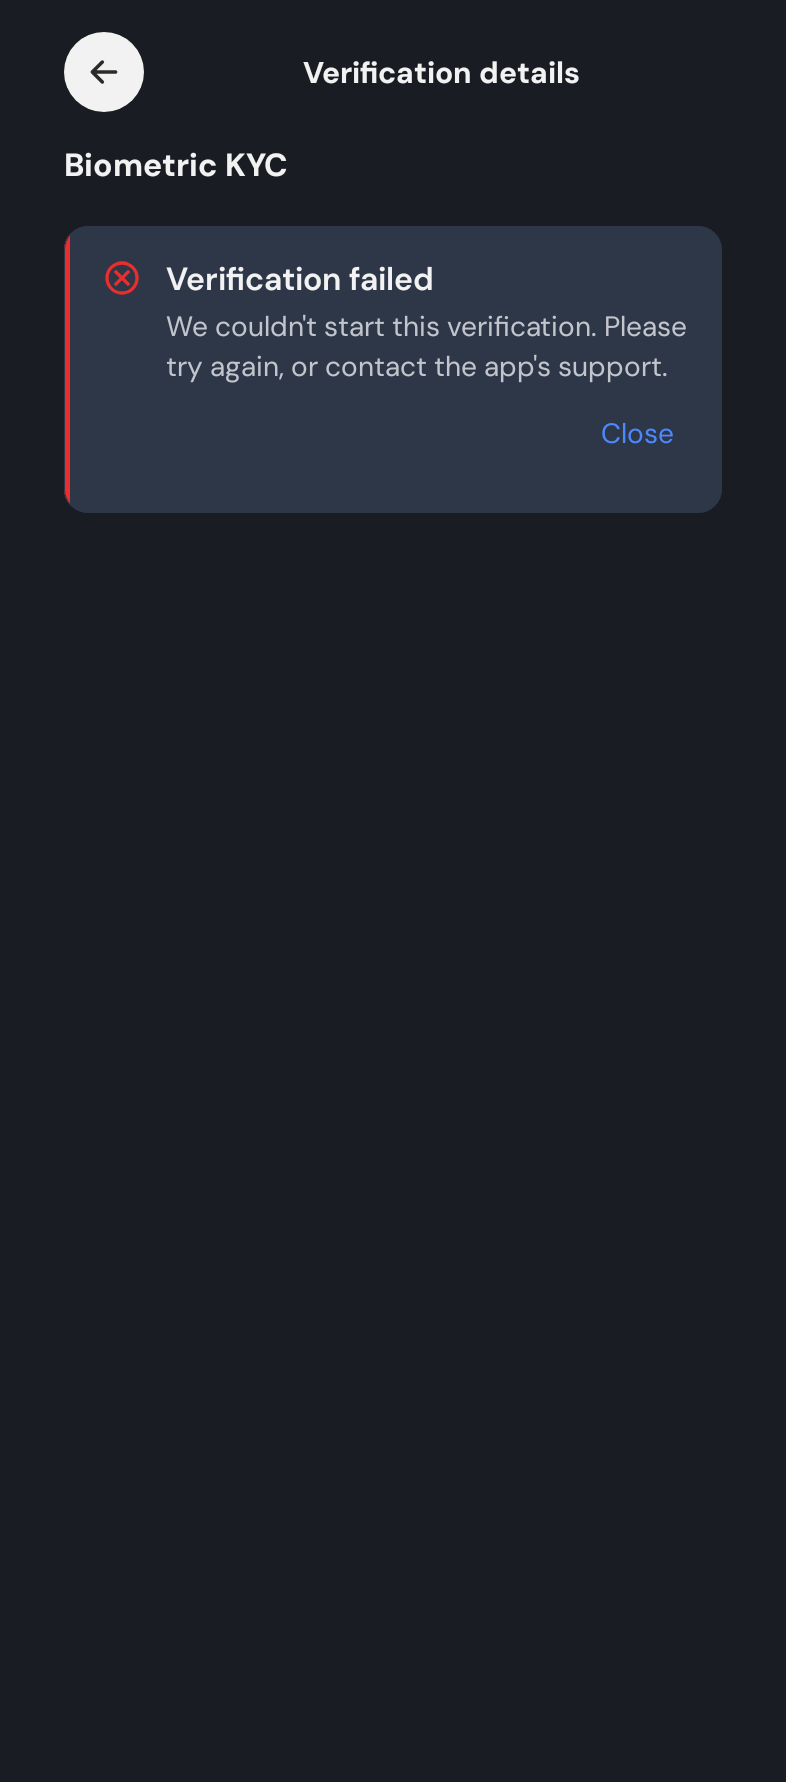 Verification details
Biometric KYC
Verification failed
We couldn't start this verification. Please
try again, or contact the app's support.
Close